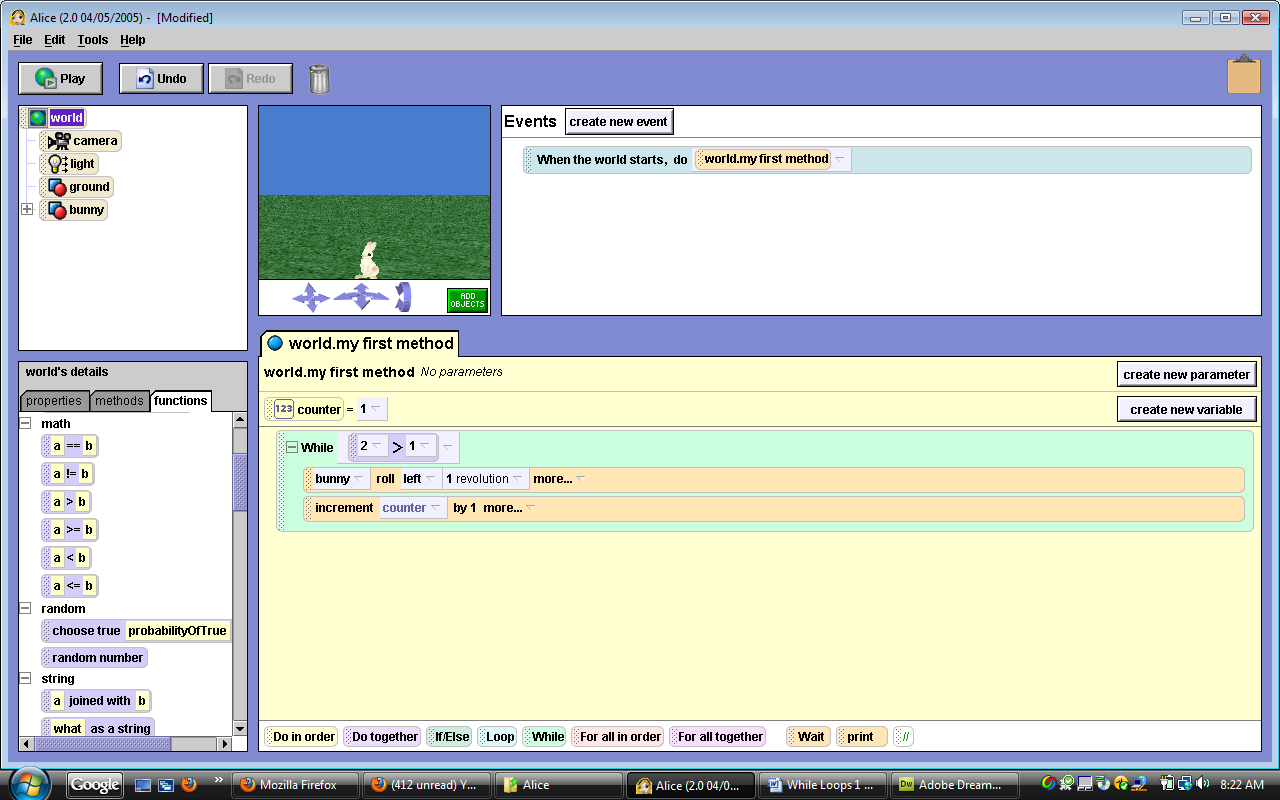 Alice (2.0 04/05/2005) - [Modified]
File Edit Tools Help
Play Undo Redo
world
camera
light
ground
bunny
ADD
OBJECTS
Events create new event
When the world starts, do world.my first method
world's details
properties methods functions
math
a == b
a != b
a > b
a >= b
a < b
a <= b
random
choose true probabilityOfTrue
random number
string
a joined with b
what as a string
world.my first method
world.my first method No parameters create new parameter
123 counter = 1 create new variable
While 2 > 1
bunny roll left 1 revolution more...
increment counter by 1 more...
Do in order Do together If/Else Loop While For all in order For all together Wait print //
Google » Mozilla Firefox (412 unread) Y... Alice Alice (2.0 04/0... W While Loops 1 ... Dw Adobe Dream... 8:22 AM